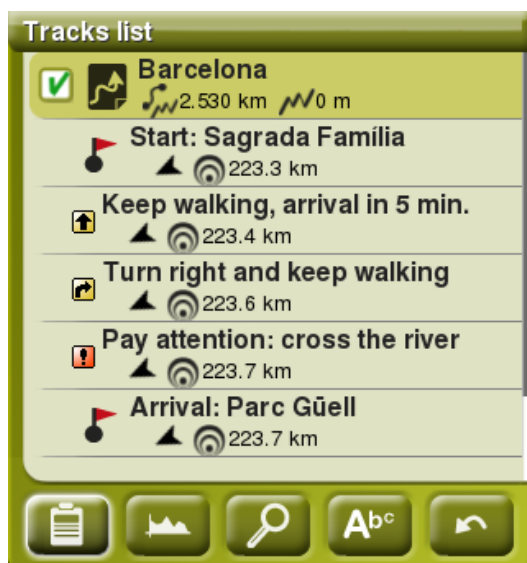 Tracks list
Barcelona
2.530 km 0 m
Start: Sagrada Família
223.3 km
Keep walking, arrival in 5 min.
223.4 km
Turn right and keep walking
223.6 km
Pay attention: cross the river
223.7 km
Arrival: Parc Gūell
223.7 km
Abc